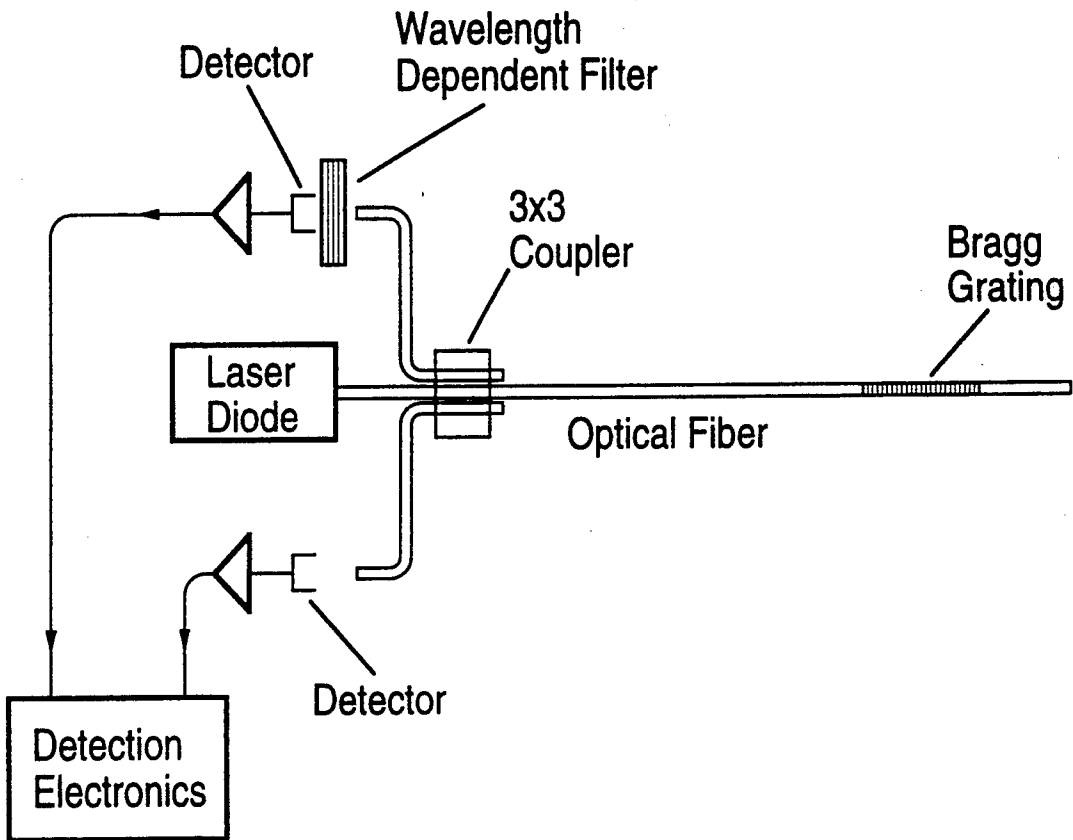 Wavelength
Dependent Filter
Detector
3x3
Coupler
Bragg
Grating
Laser
Diode
Optical Fiber
Detector
Detection
Electronics